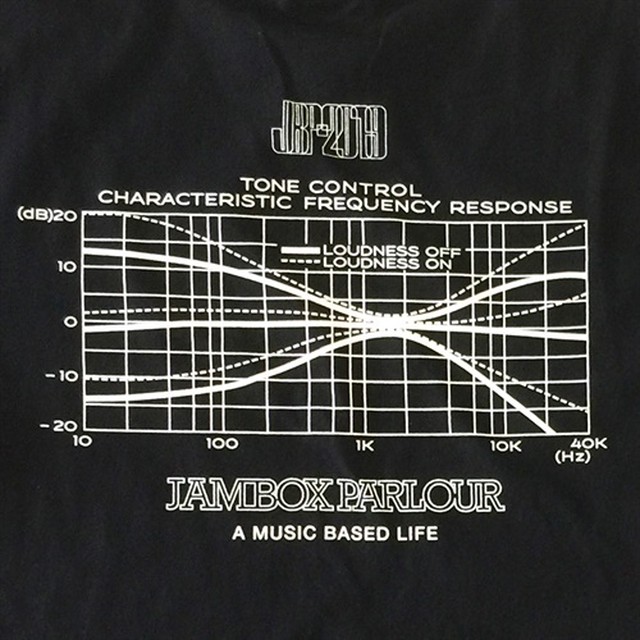 JBP-2019
TONE CONTROL
CHARACTERISTIC FREQUENCY RESPONSE
(dB)20
LOUDNESS OFF
LOUDNESS ON
10
0
-10
-20
10 100 1K 10K 40K
(Hz)
JAMBOX PARLOUR
A MUSIC BASED LIFE